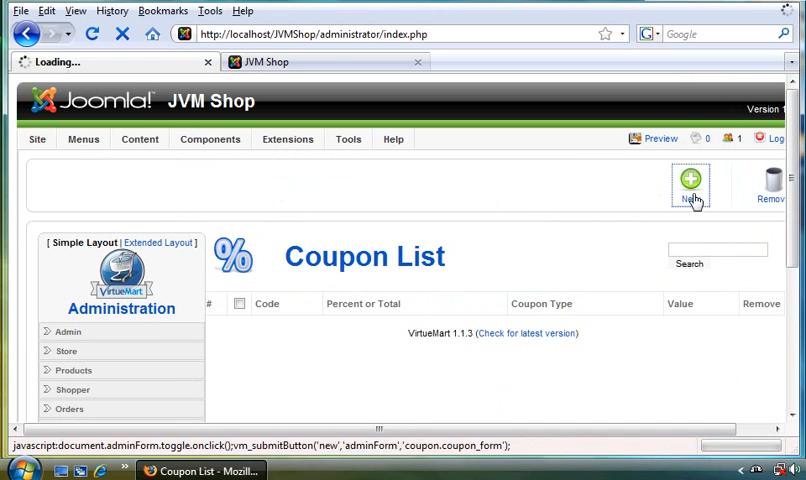 File Edit View History Bookmarks Tools Help
http://localhost/JVMShop/administrator/index.php
G Google
Loading...
JVM Shop
Joomla! JVM Shop
Version 1
Site Menus Content Components Extensions Tools Help
Preview 0 1 Log
Remov
[ Simple Layout | Extended Layout ]
VirtueMart
Administration
% Coupon List
Search
# Code Percent or Total Coupon Type Value Remove
VirtueMart 1.1.3 (Check for latest version)
Admin
Store
Products
Shopper
Orders
javascript:document.adminForm.toggle.onclick();vm_submitButton('new','adminForm','coupon.coupon_form');
Coupon List - Mozill...